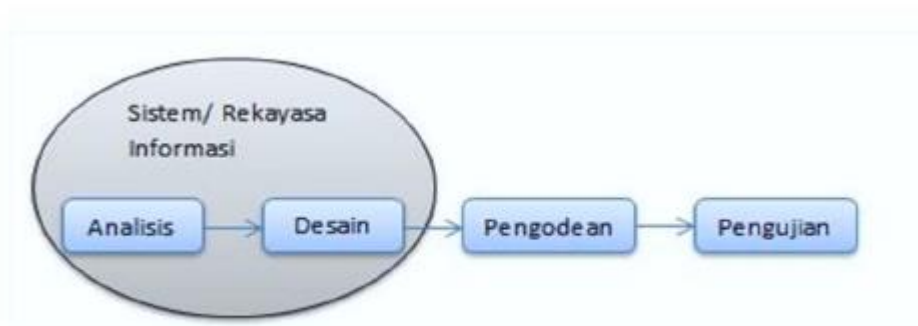 Sistem/ Rekayasa
Informasi
Analisis
Desain
Pengodean
Pengujian